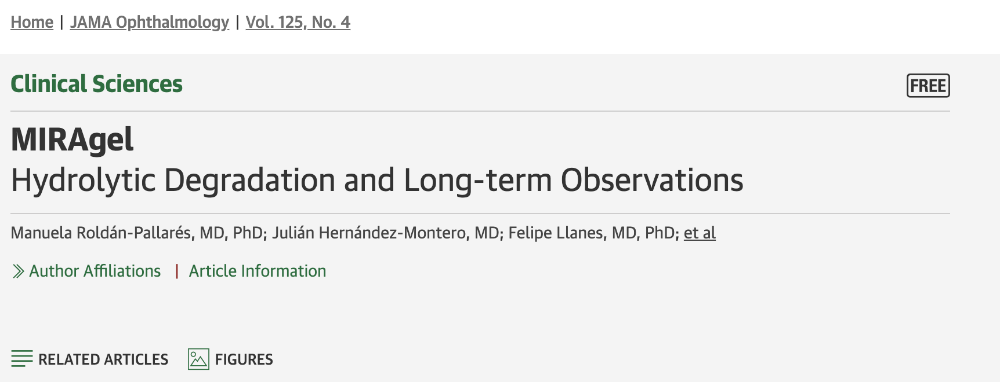 Home | JAMA Ophthalmology | Vol. 125, No. 4
Clinical Sciences
FREE
MIRAgel
Hydrolytic Degradation and Long-term Observations
Manuela Roldán-Pallarés, MD, PhD; Julián Hernández-Montero, MD; Felipe Llanes, MD, PhD; et al
Author Affiliations | Article Information
RELATED ARTICLES FIGURES